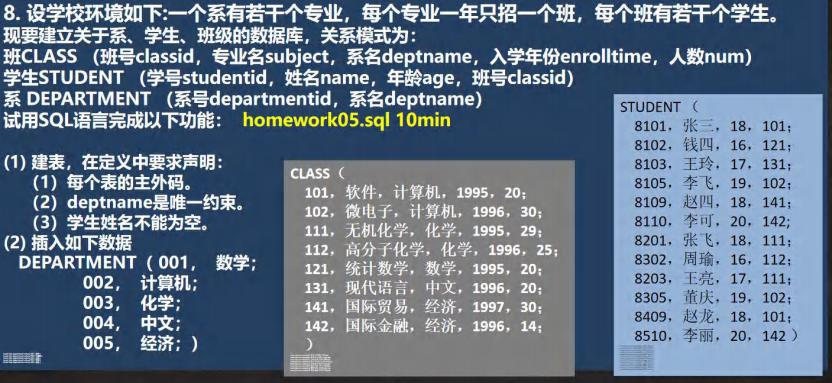 8. 设学校环境如下:一个系有若干个专业，每个专业一年只招一个班，每个班有若干个学生。
现要建立关于系、学生、班级的数据库，关系模式为：
班CLASS （班号classid，专业名subject，系名deptname，入学年份enrolltime，人数num）
学生STUDENT （学号studentid，姓名name，年龄age，班号classid）
系 DEPARTMENT （系号departmentid，系名deptname）
试用SQL语言完成以下功能： homework05.sql 10min
(1) 建表，在定义中要求声明：
（1）每个表的主外码。
（2）deptname是唯一约束。
（3）学生姓名不能为空。
(2) 插入如下数据
DEPARTMENT（ 001， 数学；
002， 计算机；
003， 化学；
004， 中文；
005， 经济；）
CLASS（
101，软件，计算机，1995，20；
102，微电子，计算机，1996，30；
111，无机化学，化学，1995，29；
112，高分子化学，化学，1996，25；
121，统计数学，数学，1995，20；
131，现代语言，中文，1996，20；
141，国际贸易，经济，1997，30；
142，国际金融，经济，1996，14；
）
STUDENT （
8101，张三，18，101；
8102，钱四，16，121；
8103，王玲，17，131；
8105，李飞，19，102；
8109，赵四，18，141；
8110，李可，20，142；
8201，张飞，18，111；
8302，周瑜，16，112；
8203，王亮，17，111；
8305，董庆，19，102；
8409，赵龙，18，101；
8510，李丽，20，142 ）